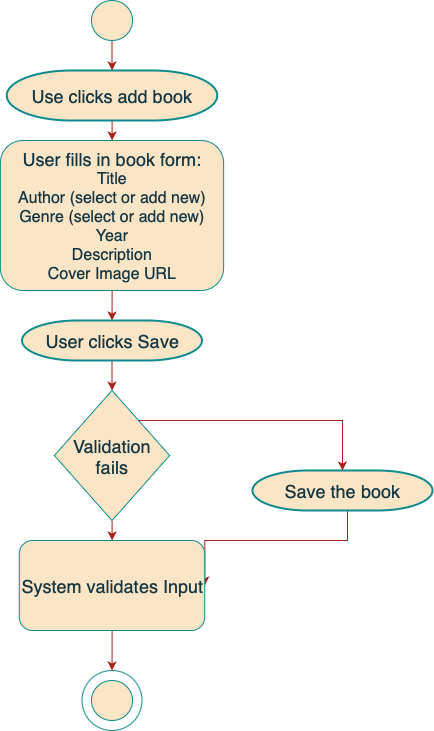 Use clicks add book
User fills in book form:
Title
Author (select or add new)
Genre (select or add new)
Year
Description
Cover Image URL
User clicks Save
Validation
fails
Save the book
System validates Input